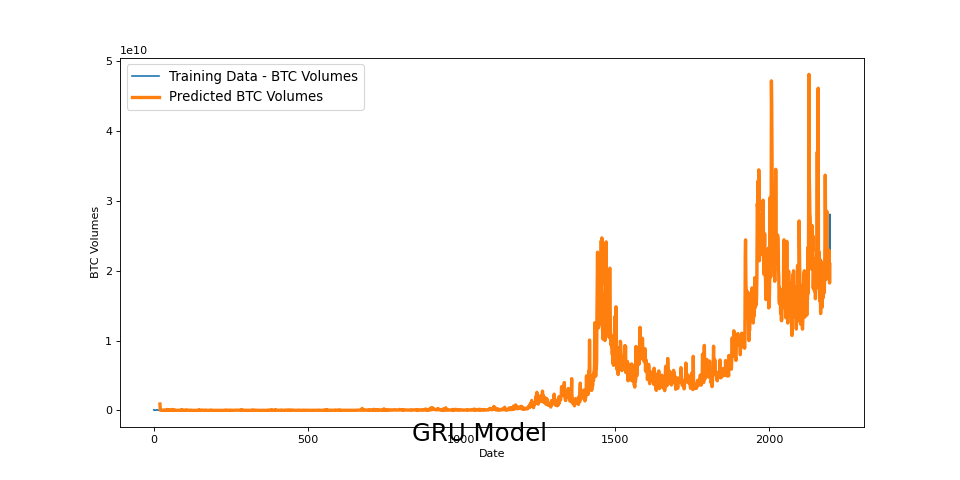 1e10
Training Data - BTC Volumes
Predicted BTC Volumes
5
4
3
2
1
0
BTC Volumes
0
500
1000
1500
2000
GRU Model
Date